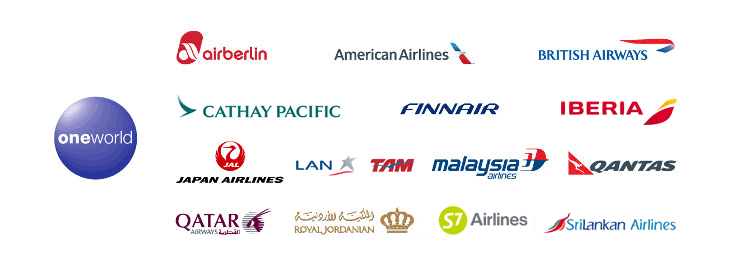 airberlin
American Airlines
BRITISH AIRWAYS
oneworld
CATHAY PACIFIC
FINNAIR
IBERIA
JAL
JAPAN AIRLINES
LAN
TAM
malaysia
airlines
QANTAS
QATAR
AIRWAYS القطرية
الملكية الأردنية
ROYAL JORDANIAN
S7 Airlines
SriLankan Airlines